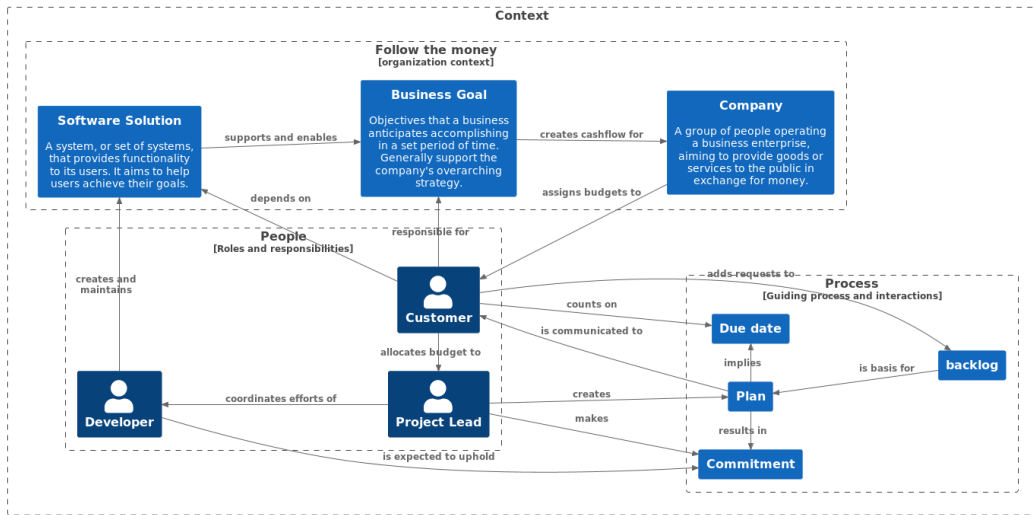 Context
Follow the money
[organization context]
Software Solution
A system, or set of systems,
that provides functionality
to its users. It aims to help
users achieve their goals.
supports and enables
Business Goal
Objectives that a business
anticipates accomplishing
in a set period of time.
Generally support the
company's overarching
strategy.
creates cashflow for
Company
A group of people operating
a business enterprise,
aiming to provide goods or
services to the public in
exchange for money.
depends on
assigns budgets to
responsible for
People
[Roles and responsibilities]
creates and
maintains
Customer
adds requests to
Process
[Guiding process and interactions]
counts on
Due date
is communicated to
allocates budget to
implies
is basis for
backlog
Developer
coordinates efforts of
Project Lead
creates
Plan
makes
results in
is expected to uphold
Commitment